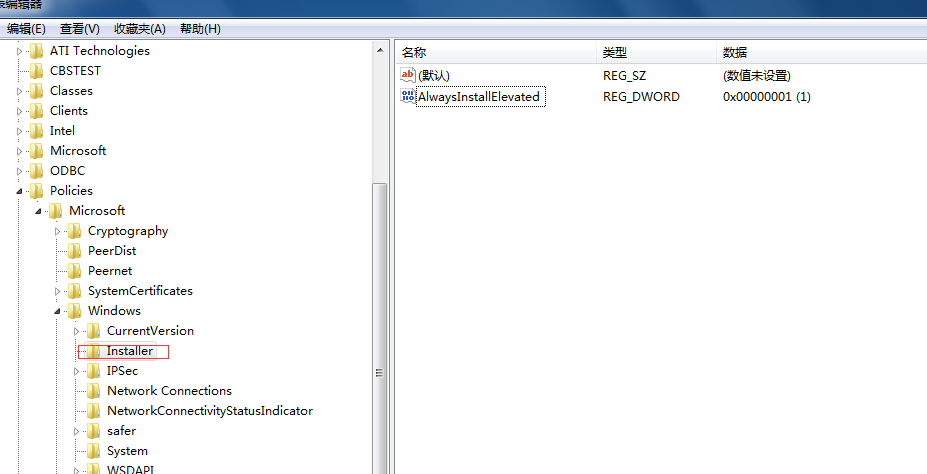 表编辑器
编辑(E) 查看(V) 收藏夹(A) 帮助(H)
ATI Technologies
CBSTEST
Classes
Clients
Intel
Microsoft
ODBC
Policies
Microsoft
Cryptography
PeerDist
Peernet
SystemCertificates
Windows
CurrentVersion
Installer
IPSec
Network Connections
NetworkConnectivityStatusIndicator
safer
System
WSDAPI
名称 类型 数据
(默认) REG_SZ (数值未设置)
AlwaysInstallElevated REG_DWORD 0x00000001 (1)